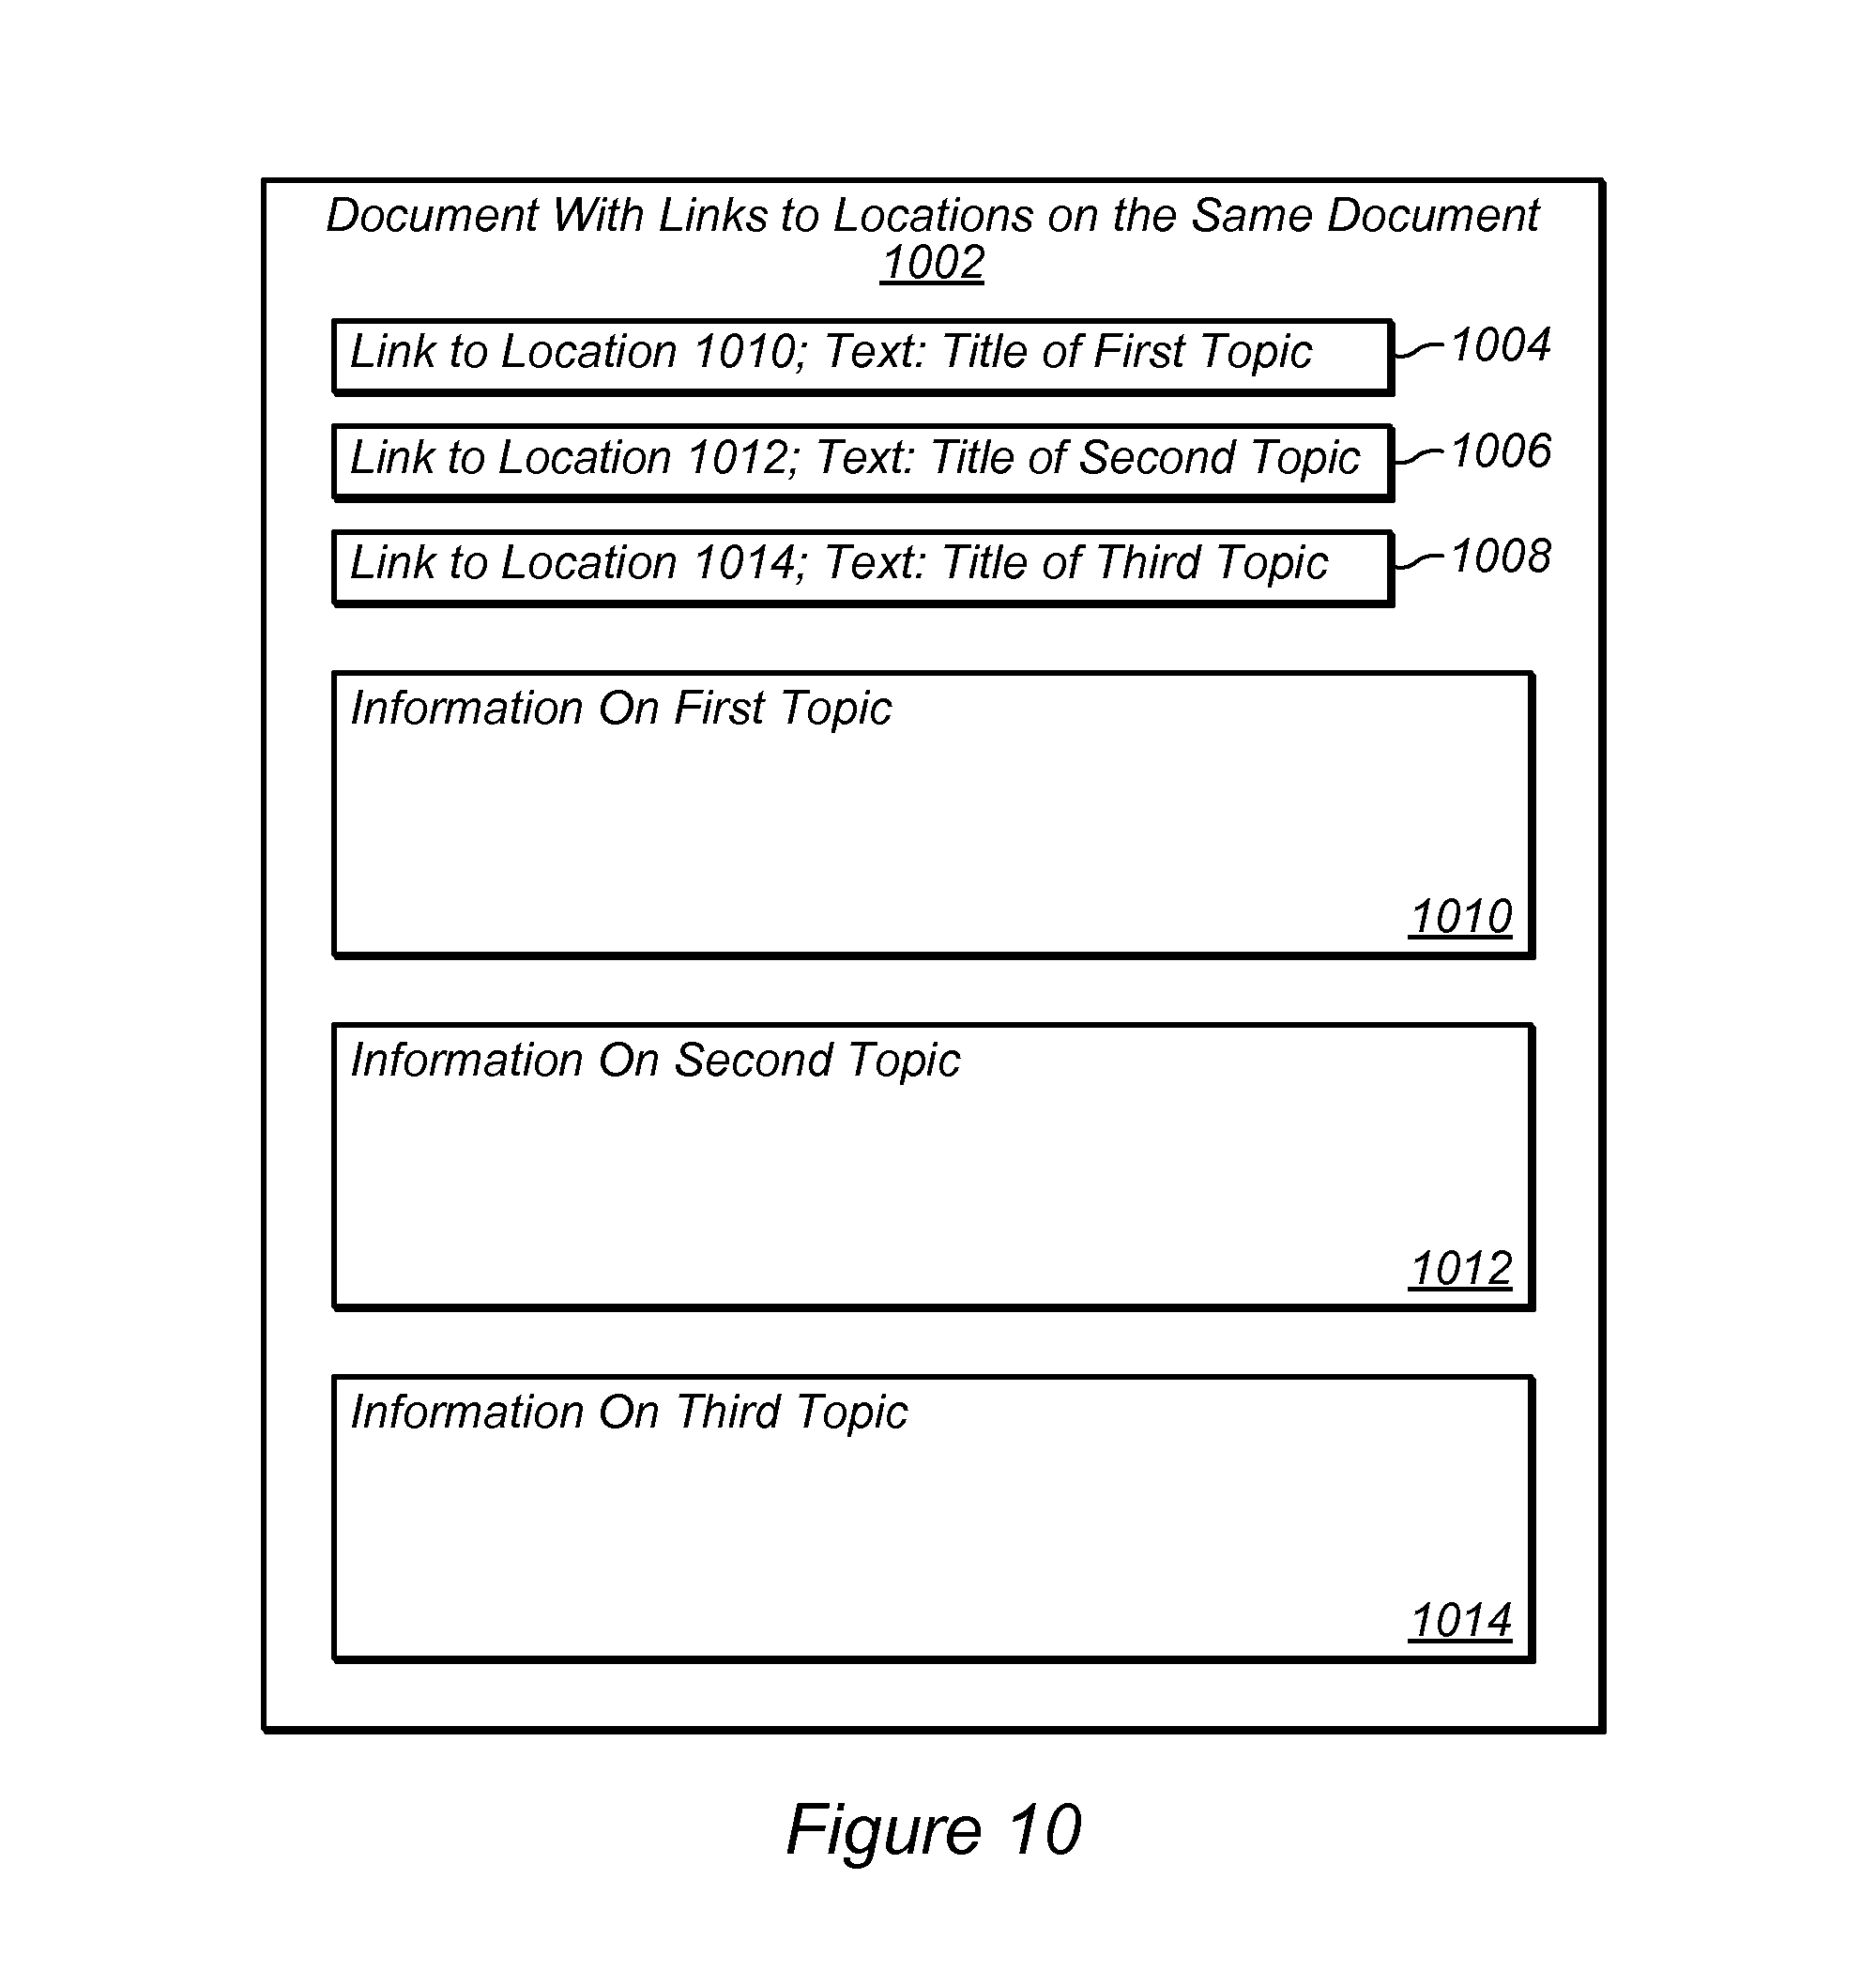 Document With Links to Locations on the Same Document
1002
Link to Location 1010; Text: Title of First Topic
1004
Link to Location 1012; Text: Title of Second Topic
1006
Link to Location 1014; Text: Title of Third Topic
1008
Information On First Topic
1010
Information On Second Topic
1012
Information On Third Topic
1014
Figure 10